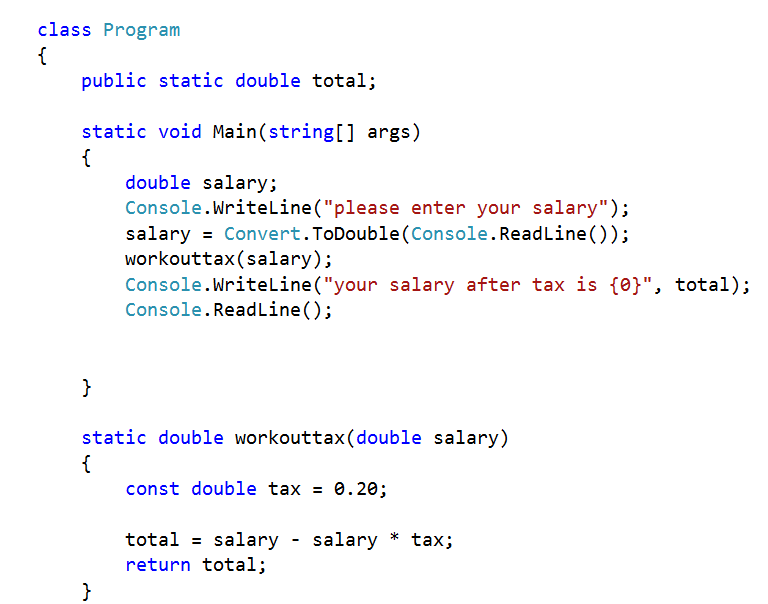 class Program
{
public static double total;
static void Main(string[] args)
{
double salary;
Console.WriteLine("please enter your salary");
salary = Convert.ToDouble(Console.ReadLine());
workouttax(salary);
Console.WriteLine("your salary after tax is {0}", total);
Console.ReadLine();
}
static double workouttax(double salary)
{
const double tax = 0.20;
total = salary - salary * tax;
return total;
}